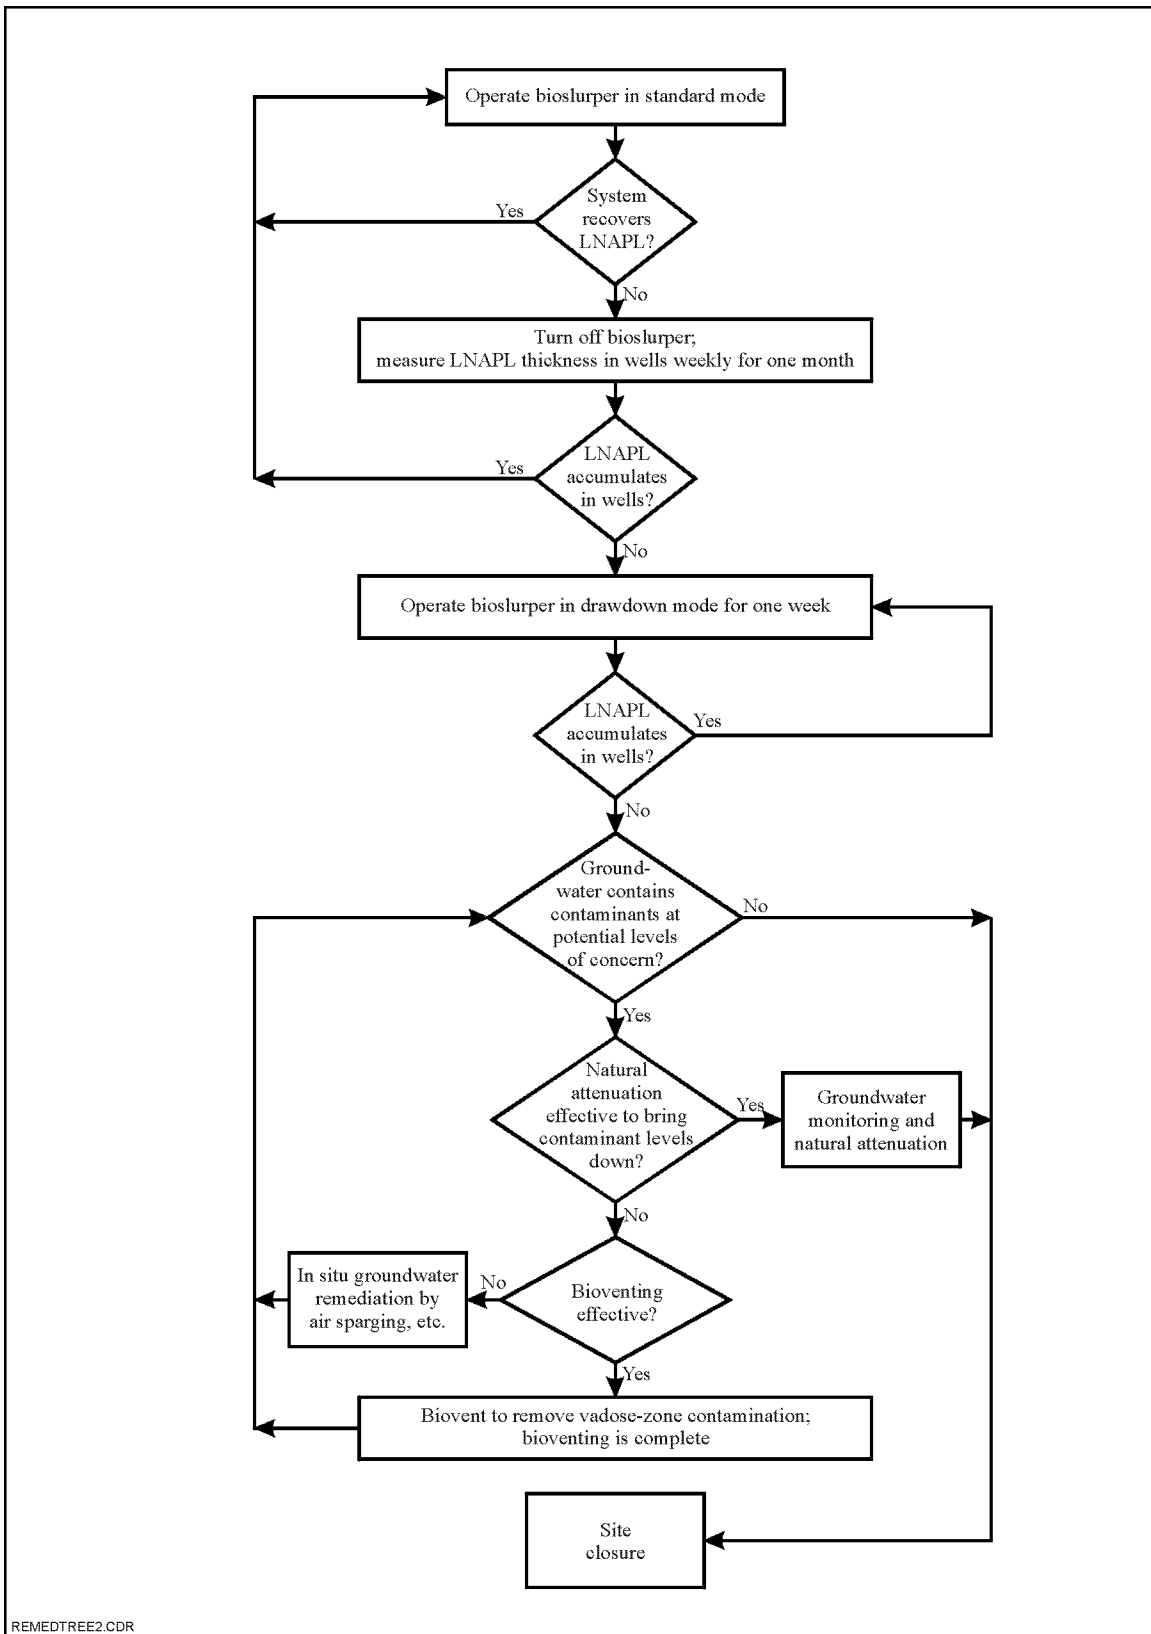 Operate bioslurper in standard mode
System
recovers
LNAPL?
Yes
No
Turn off bioslurper;
measure LNAPL thickness in wells weekly for one month
LNAPL
accumulates
in wells?
Yes
No
Operate bioslurper in drawdown mode for one week
LNAPL
accumulates
in wells?
Yes
No
Ground-
water contains
contaminants at
potential levels
of concern?
No
Yes
Natural
attenuation
effective to bring
contaminant levels
down?
Yes
Groundwater
monitoring and
natural attenuation
No
Bioventing
effective?
No
In situ groundwater
remediation by
air sparging, etc.
Yes
Biovent to remove vadose-zone contamination;
bioventing is complete
Site
closure
REMEDTREE2.CDR